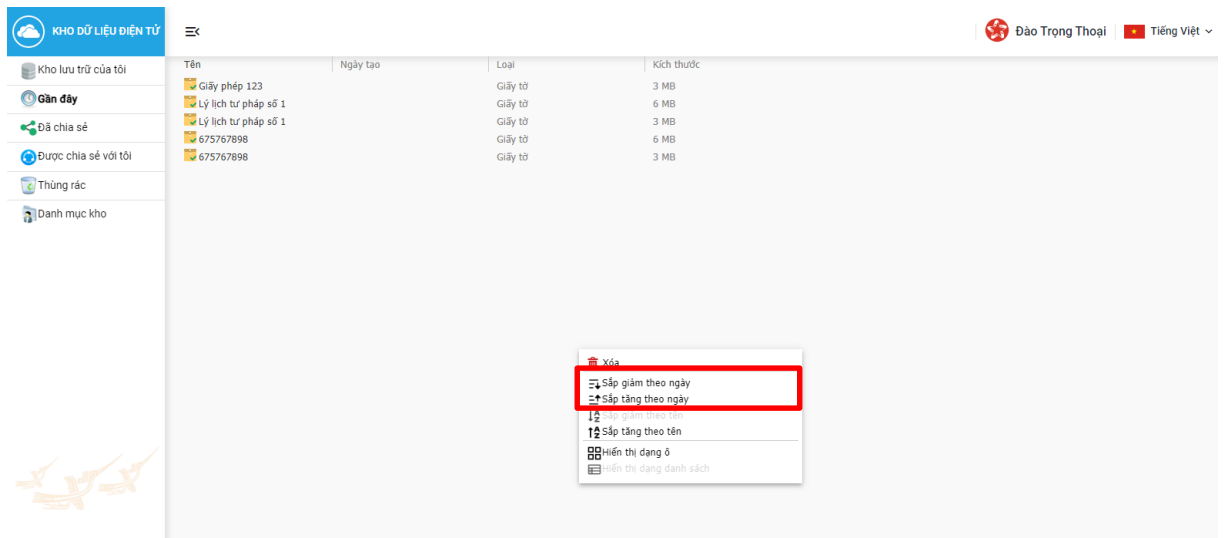 KHO DỮ LIỆU ĐIỆN TỬ
Đào Trọng Thoại
Tiếng Việt
Kho lưu trữ của tôi
Gần đây
Đã chia sẻ
Được chia sẻ với tôi
Thùng rác
Danh mục kho
Tên Ngày tạo Loại Kích thước
Giấy phép 123 Giấy tờ 3 MB
Lý lịch tư pháp số 1 Giấy tờ 6 MB
Lý lịch tư pháp số 1 Giấy tờ 3 MB
675767898 Giấy tờ 6 MB
675767898 Giấy tờ 3 MB
Xóa
Sắp giảm theo ngày
Sắp tăng theo ngày
Sắp giảm theo tên
Sắp tăng theo tên
Hiển thị dạng ô
Hiển thị dạng danh sách